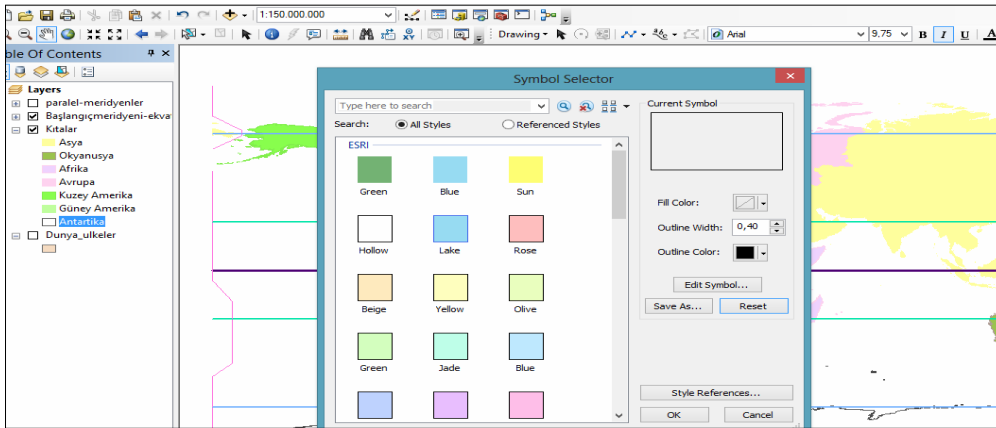 1:150.000.000
Drawing
Arial
9,75
B I U A
ble Of Contents
Layers
paralel-meridyenler
Başlangıçmeridyeni-ekva
Kıtalar
Asya
Okyanusya
Afrika
Avrupa
Kuzey Amerika
Güney Amerika
Antartika
Dunya_ulkeler
Symbol Selector
Type here to search
Search: All Styles Referenced Styles
ESRI
Green Blue Sun
Hollow Lake Rose
Beige Yellow Olive
Green Jade Blue
Current Symbol
Fill Color:
Outline Width: 0,40
Outline Color:
Edit Symbol...
Save As... Reset
Style References...
OK Cancel